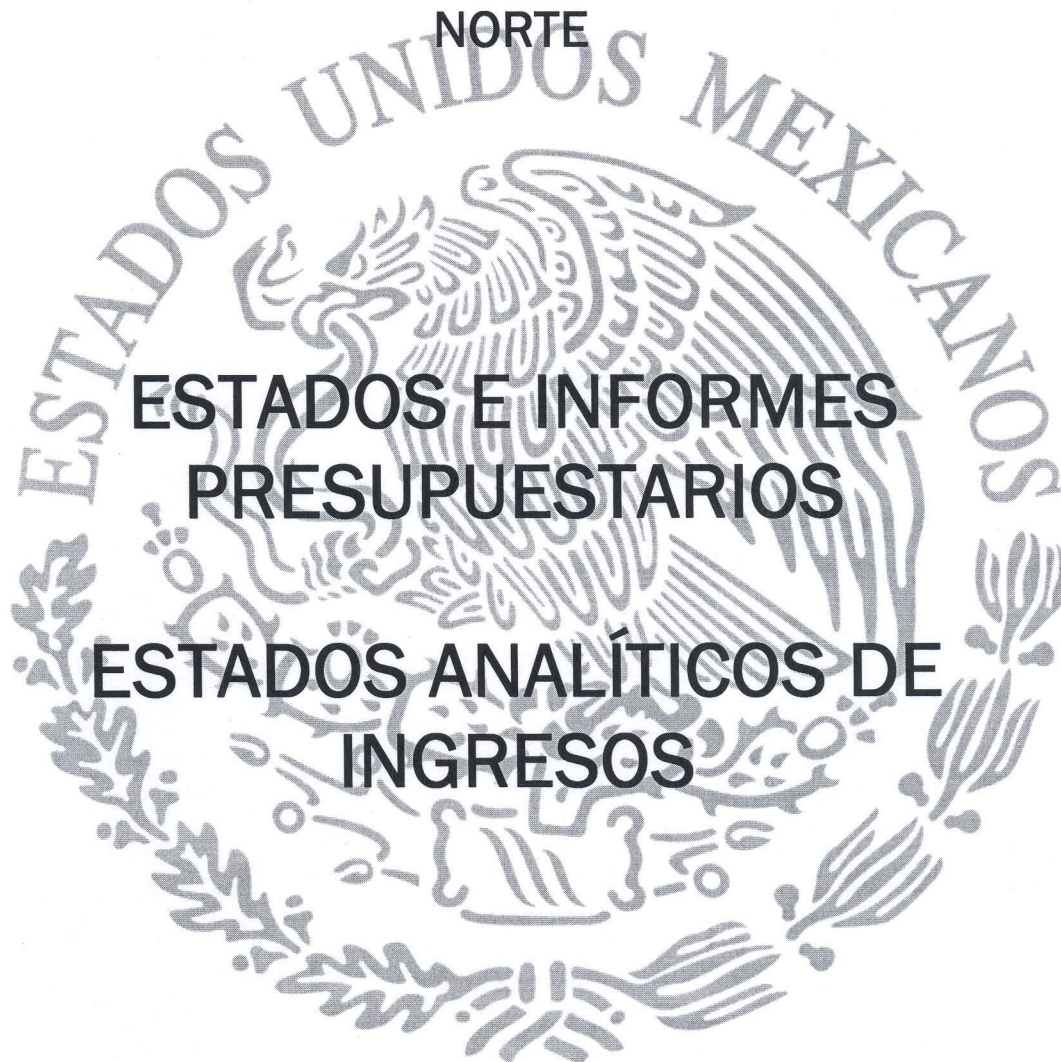 NORTE
ESTADOS UNIDOS MEXICANOS
ESTADOS E INFORMES
PRESUPUESTARIOS
ESTADOS ANALÍTICOS DE
INGRESOS